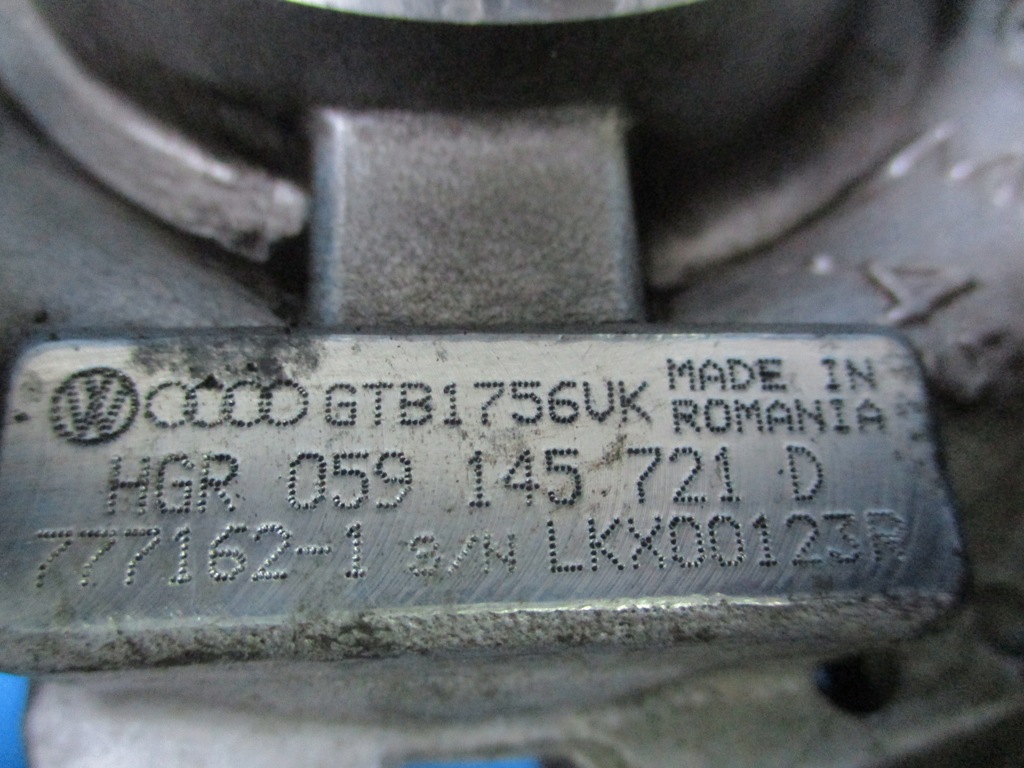 GTB1756VK MADE IN ROMANIA
HGR 059 145 721 D
777162-1 S/N LKX00123R